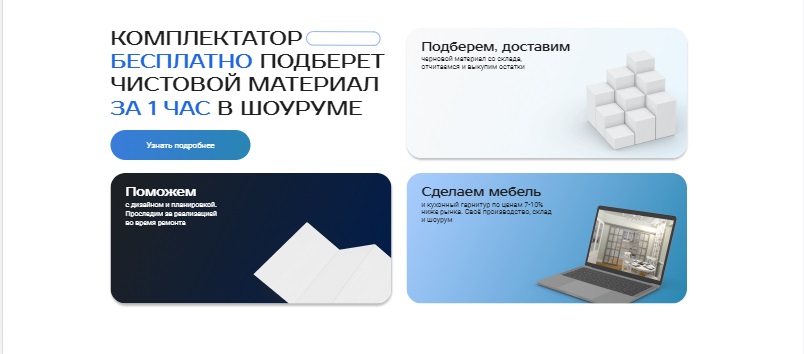 КОМПЛЕКТАТОР
БЕСПЛАТНО ПОДБЕРЕТ
ЧИСТОВОЙ МАТЕРИАЛ
ЗА 1 ЧАС В ШОУРУМЕ
Узнать подробнее
Подберем, доставим
черновой материал со склада,
отчитаемся и выкупим остатки
Поможем
с дизайном и планировкой.
Проследим за реализацией
во время ремонта
Сделаем мебель
и кухонный гарнитур по ценам 7-10%
ниже рынка. Своё производство, склад
и шоурум